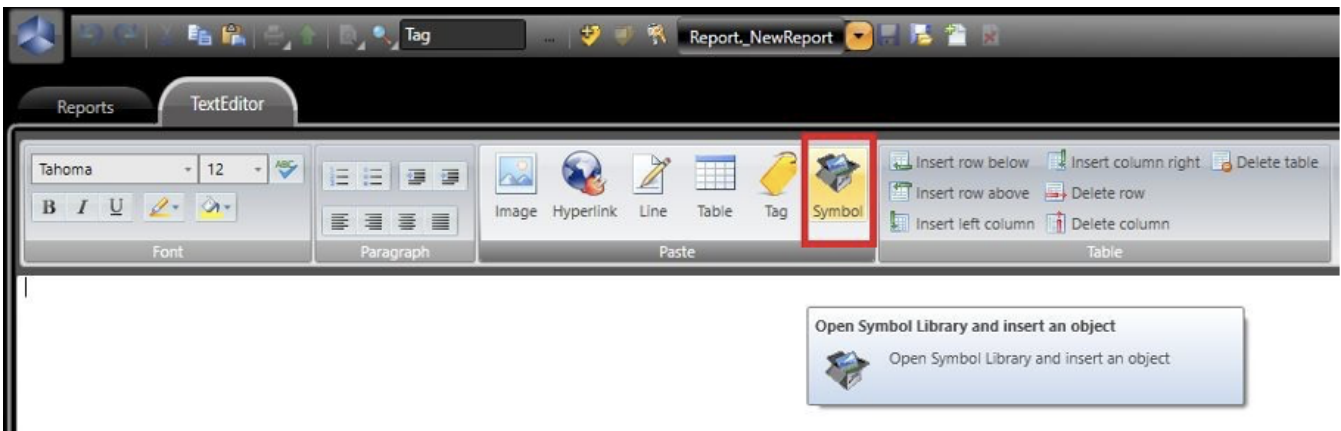 Tag ... Report._NewReport
Reports TextEditor
Tahoma 12 ABC
B I U
Font
Paragraph
Image Hyperlink Line Table Tag Symbol
Paste
Insert row below Insert column right Delete table
Insert row above Delete row
Insert left column Delete column
Table
Open Symbol Library and insert an object
Open Symbol Library and insert an object